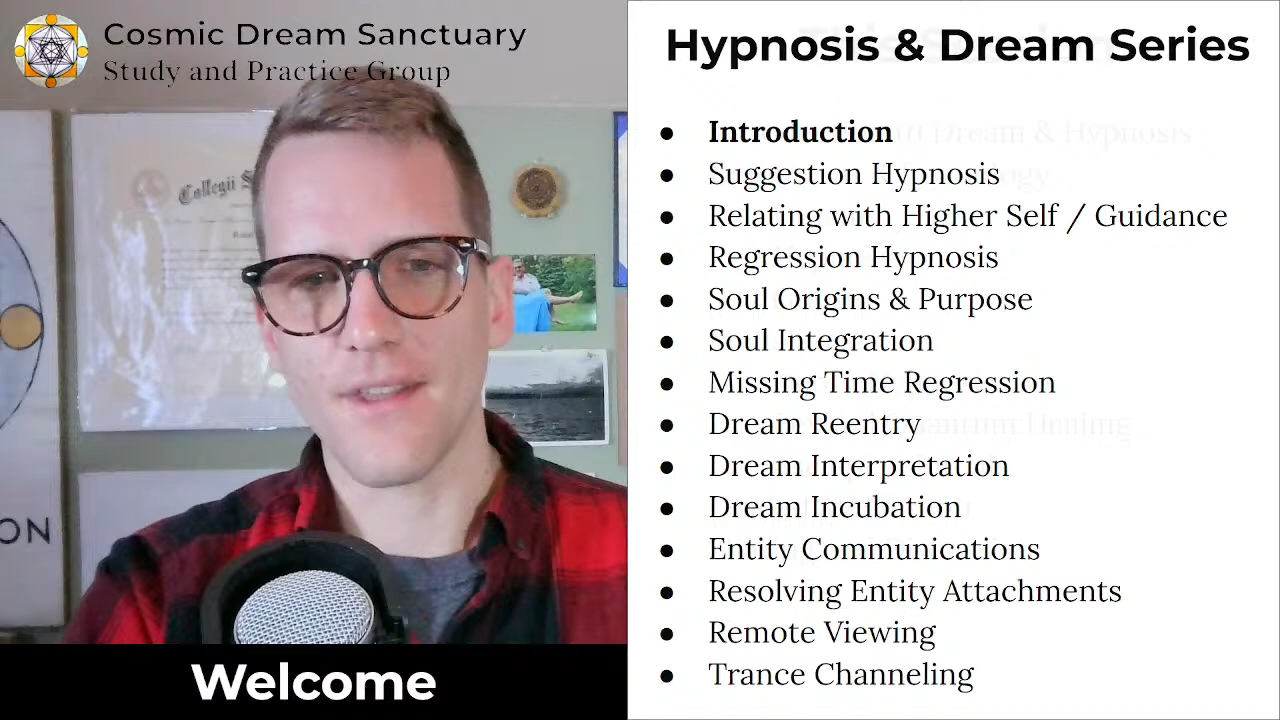 Cosmic Dream Sanctuary
Study and Practice Group
Collegii
ON
Welcome
Hypnosis & Dream Series
● Introduction
● Suggestion Hypnosis
● Relating with Higher Self / Guidance
● Regression Hypnosis
● Soul Origins & Purpose
● Soul Integration
● Missing Time Regression
● Dream Reentry
● Dream Interpretation
● Dream Incubation
● Entity Communications
● Resolving Entity Attachments
● Remote Viewing
● Trance Channeling